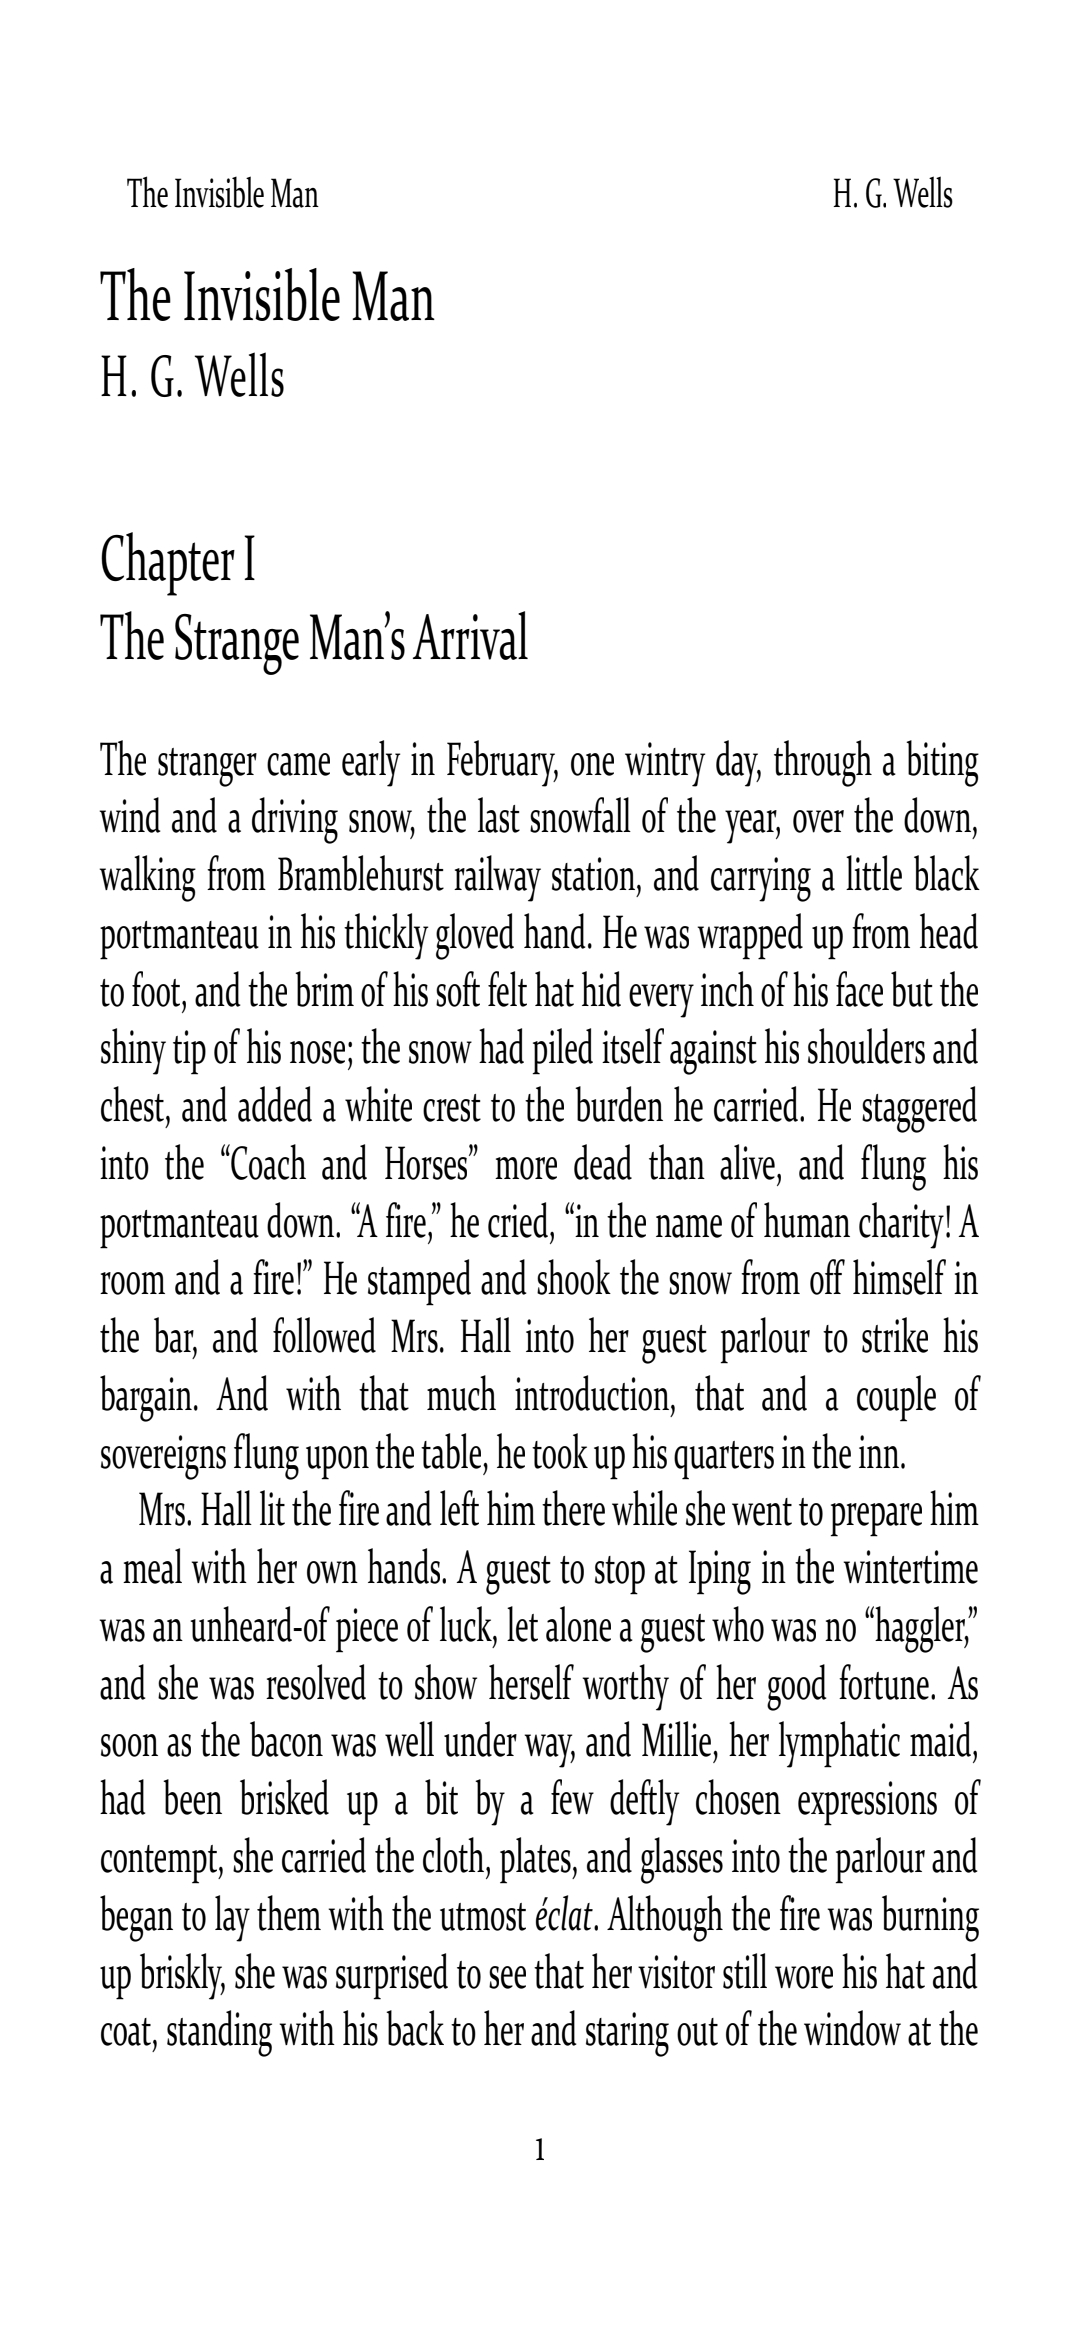 The Invisible Man H. G. Wells
The Invisible Man
H. G. Wells
Chapter I
The Strange Man’s Arrival
The stranger came early in February, one wintry day, through a biting
wind and a driving snow, the last snowfall of the year, over the down,
walking from Bramblehurst railway station, and carrying a little black
portmanteau in his thickly gloved hand. He was wrapped up from head
to foot, and the brim of his soft felt hat hid every inch of his face but the
shiny tip of his nose; the snow had piled itself against his shoulders and
chest, and added a white crest to the burden he carried. He staggered
into the “Coach and Horses” more dead than alive, and flung his
portmanteau down. “A fire,” he cried, “in the name of human charity! A
room and a fire!” He stamped and shook the snow from off himself in
the bar, and followed Mrs. Hall into her guest parlour to strike his
bargain. And with that much introduction, that and a couple of
sovereigns flung upon the table, he took up his quarters in the inn.
Mrs. Hall lit the fire and left him there while she went to prepare him
a meal with her own hands. A guest to stop at Iping in the wintertime
was an unheard-of piece of luck, let alone a guest who was no “haggler,”
and she was resolved to show herself worthy of her good fortune. As
soon as the bacon was well under way, and Millie, her lymphatic maid,
had been brisked up a bit by a few deftly chosen expressions of
contempt, she carried the cloth, plates, and glasses into the parlour and
began to lay them with the utmost éclat. Although the fire was burning
up briskly, she was surprised to see that her visitor still wore his hat and
coat, standing with his back to her and staring out of the window at the
1